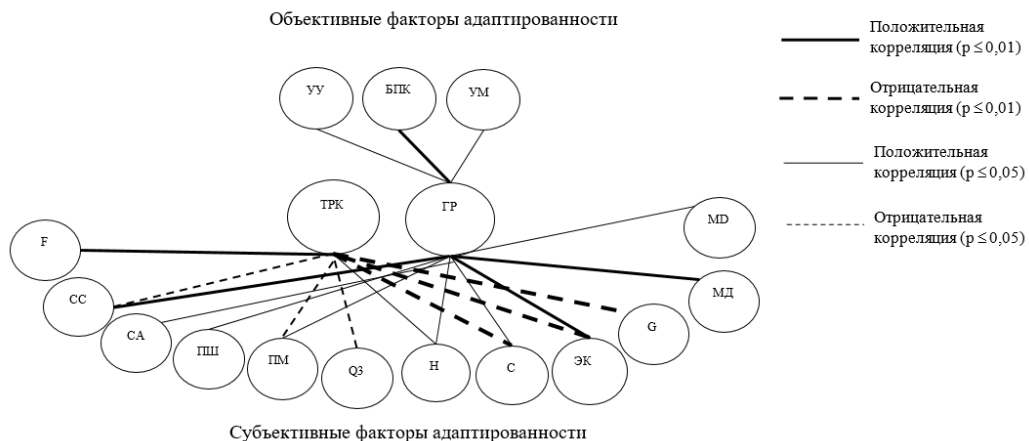 Объективные факторы адаптированности
УУ
БПК
УМ
ТРК
ГР
MD
F
СС
МД
СА
G
ПШ
ПМ
Q3
Н
С
ЭК
Субъективные факторы адаптированности
Положительная
корреляция (p ≤ 0,01)
Отрицательная
корреляция (p ≤ 0,01)
Положительная
корреляция (p ≤ 0,05)
Отрицательная
корреляция (p ≤ 0,05)